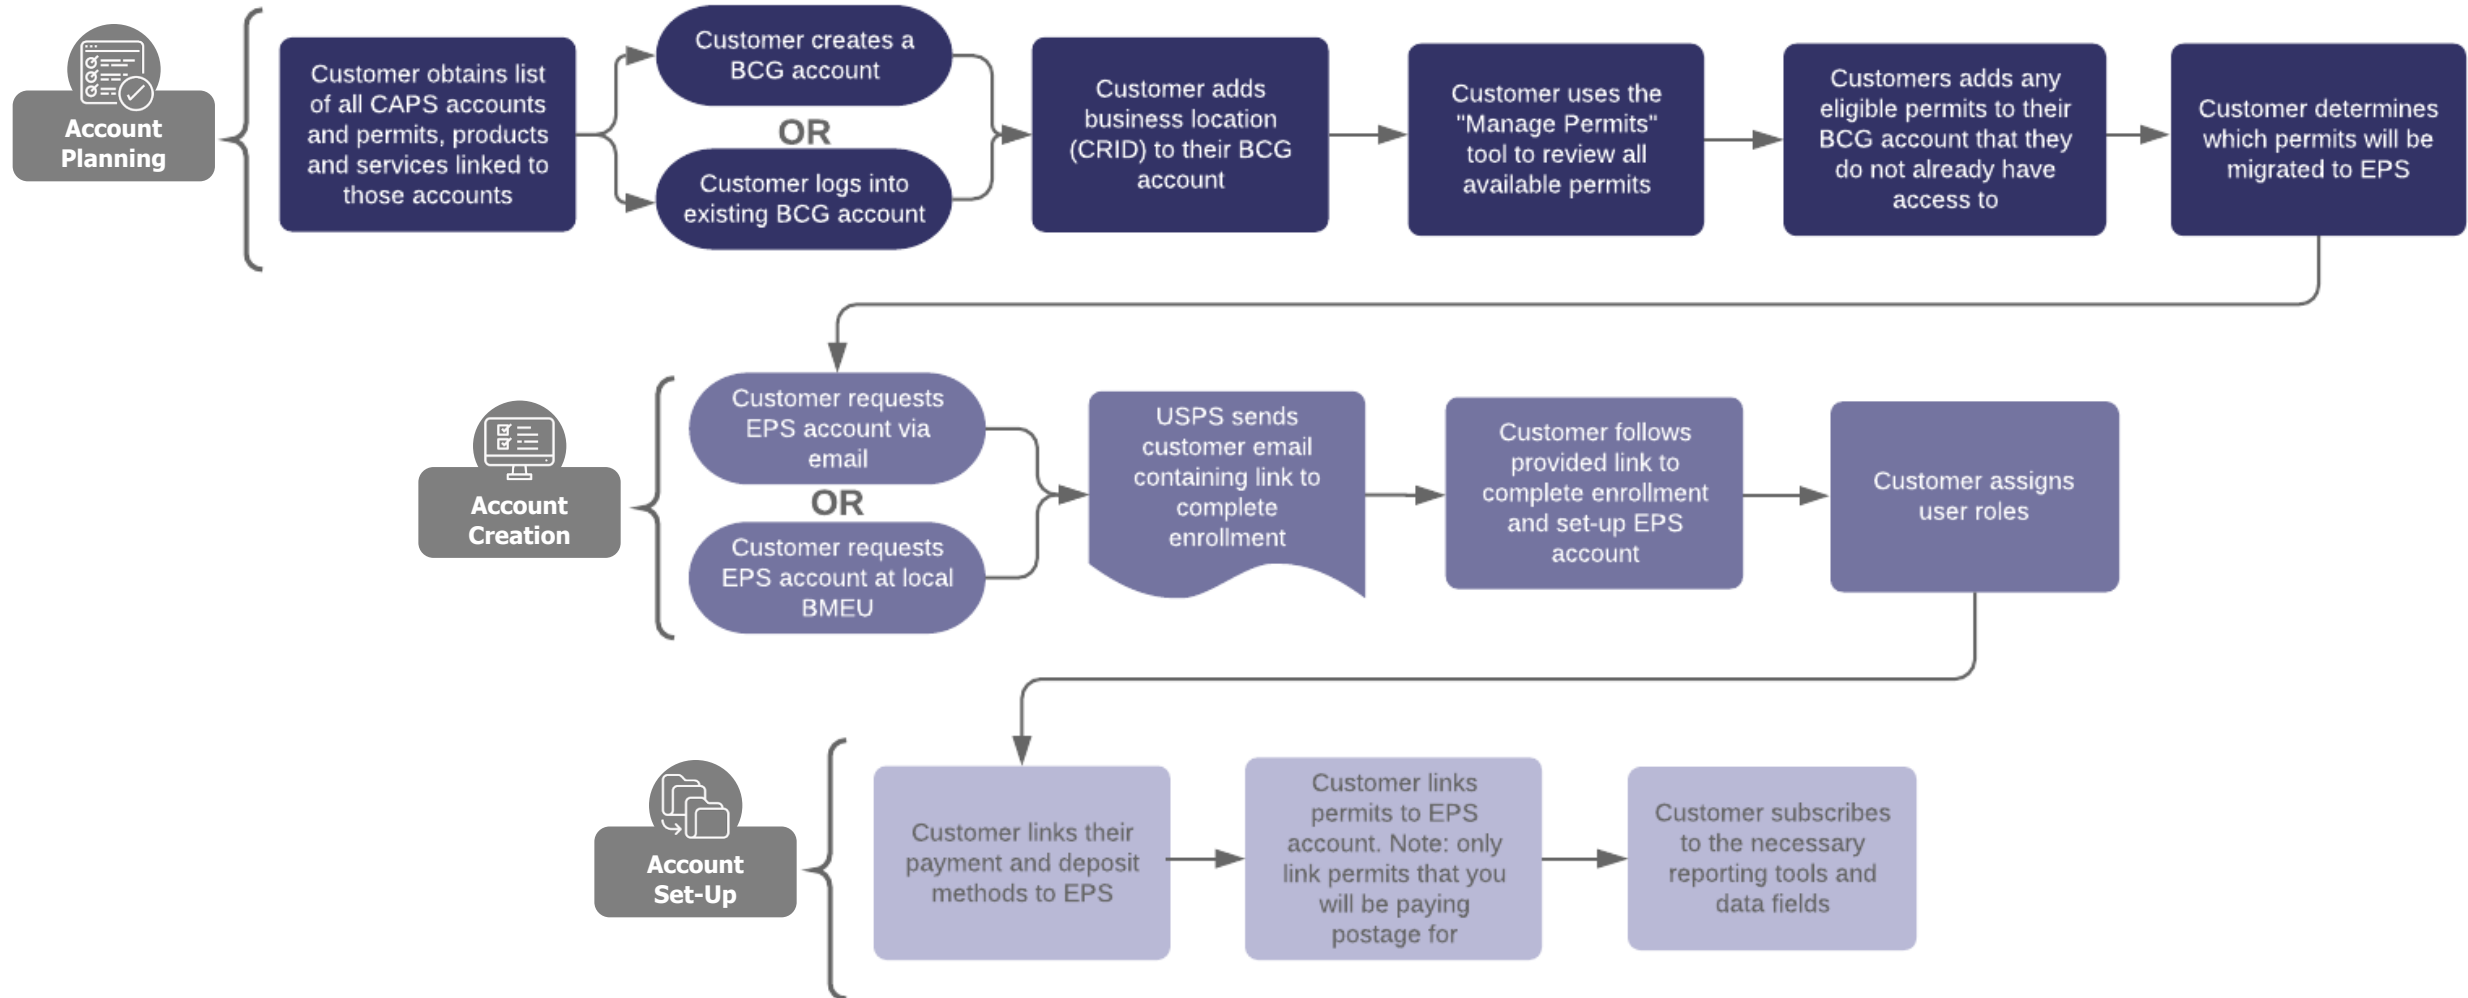 Account
Planning
Customer obtains list
of all CAPS accounts
and permits, products
and services linked to
those accounts
Customer creates a
BCG account
OR
Customer logs into
existing BCG account
Customer adds
business location
(CRID) to their BCG
account
Customer uses the
"Manage Permits"
tool to review all
available permits
Customers adds any
eligible permits to their
BCG account that they
do not already have
access to
Customer determines
which permits will be
migrated to EPS
Account
Creation
Customer requests
EPS account via
email
OR
Customer requests
EPS account at local
BMEU
USPS sends
customer email
containing link to
complete
enrollment
Customer follows
provided link to
complete enrollment
and set-up EPS
account
Customer assigns
user roles
Account
Set-Up
Customer links their
payment and deposit
methods to EPS
Customer links
permits to EPS
account. Note: only
link permits that you
will be paying
postage for
Customer subscribes
to the necessary
reporting tools and
data fields